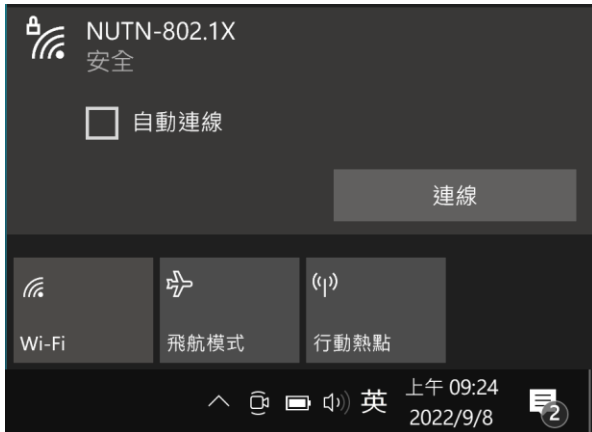 NUTN-802.1X
安全
自動連線
連線
Wi-Fi
飛航模式
行動熱點
英
上午 09:24
2022/9/8
2